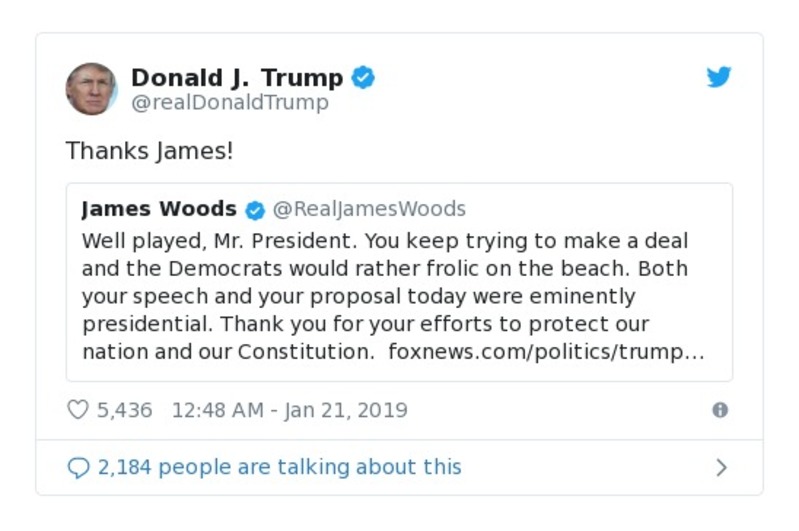 Donald J. Trump
@realDonaldTrump
Thanks James!
James Woods @RealJamesWoods
Well played, Mr. President. You keep trying to make a deal
and the Democrats would rather frolic on the beach. Both
your speech and your proposal today were eminently
presidential. Thank you for your efforts to protect our
nation and our Constitution.  foxnews.com/politics/trump…
5,436 12:48 AM - Jan 21, 2019
2,184 people are talking about this